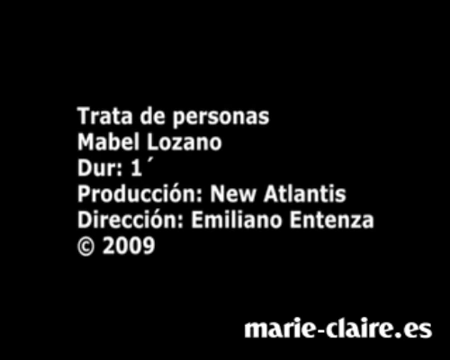 Trata de personas
Mabel Lozano
Dur: 1´
Producción: New Atlantis
Dirección: Emiliano Entenza
© 2009
marie-claire.es